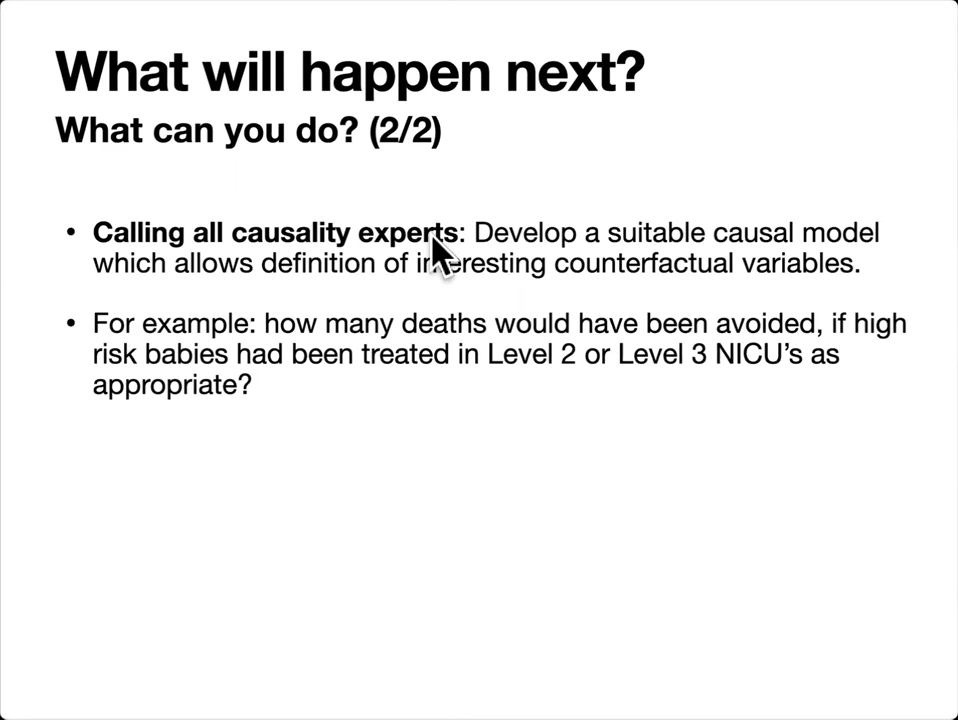 What will happen next?
What can you do? (2/2)
• Calling all causality experts: Develop a suitable causal model
which allows definition of interesting counterfactual variables.
• For example: how many deaths would have been avoided, if high
risk babies had been treated in Level 2 or Level 3 NICU’s as
appropriate?